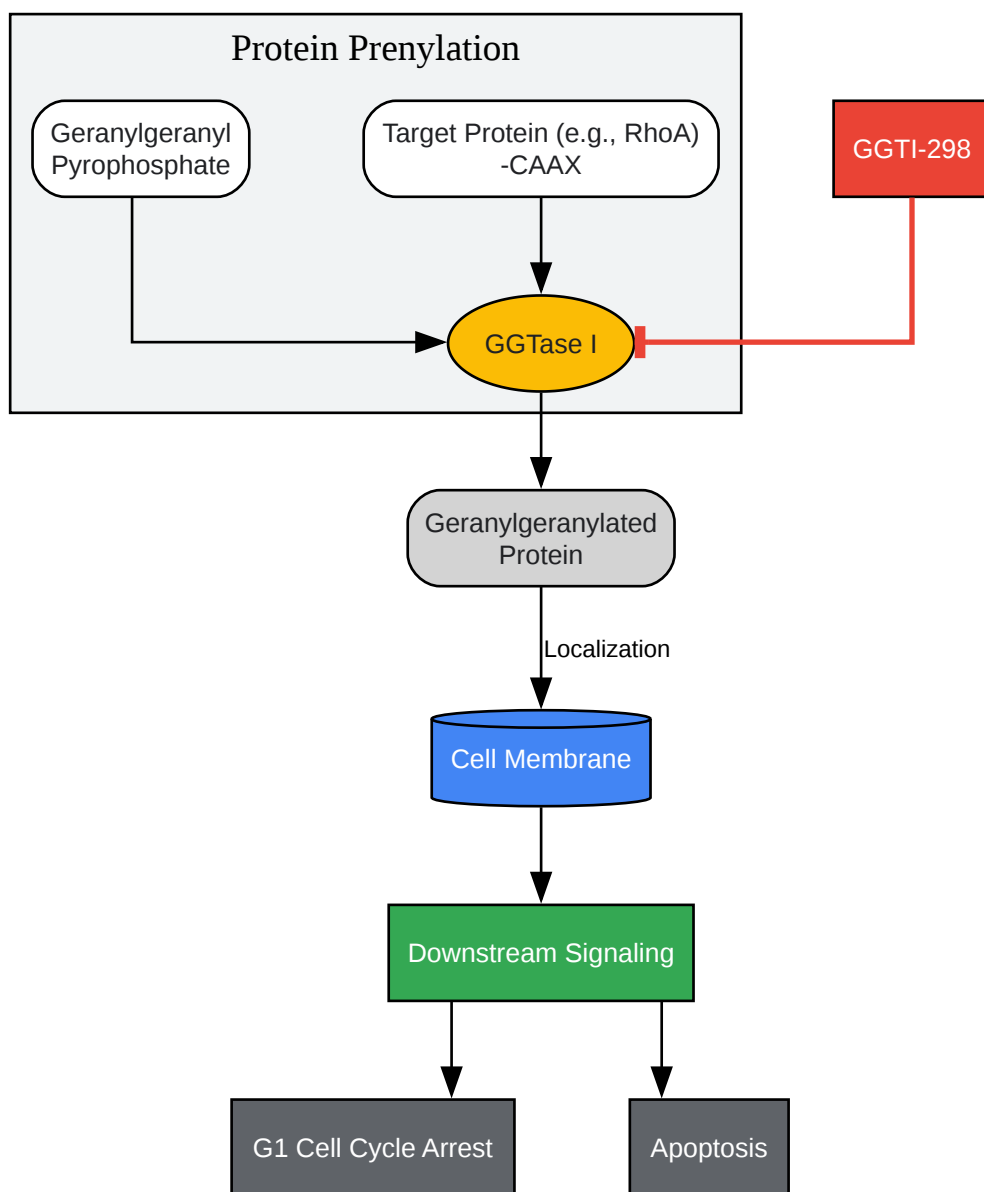 Protein Prenylation
Geranylgeranyl
Pyrophosphate
Target Protein (e.g., RhoA)
-CAAX
GGTI-298
GGTase I
Geranylgeranylated
Protein
Localization
Cell Membrane
Downstream Signaling
G1 Cell Cycle Arrest
Apoptosis